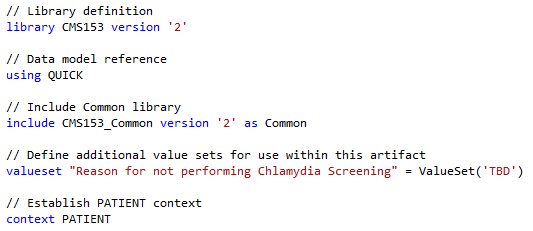 // Library definition
library CMS153 version '2'
// Data model reference
using QUICK
// Include Common library
include CMS153_Common version '2' as Common
// Define additional value sets for use within this artifact
valueset "Reason for not performing Chlamydia Screening" = ValueSet('TBD')
// Establish PATIENT context
context PATIENT